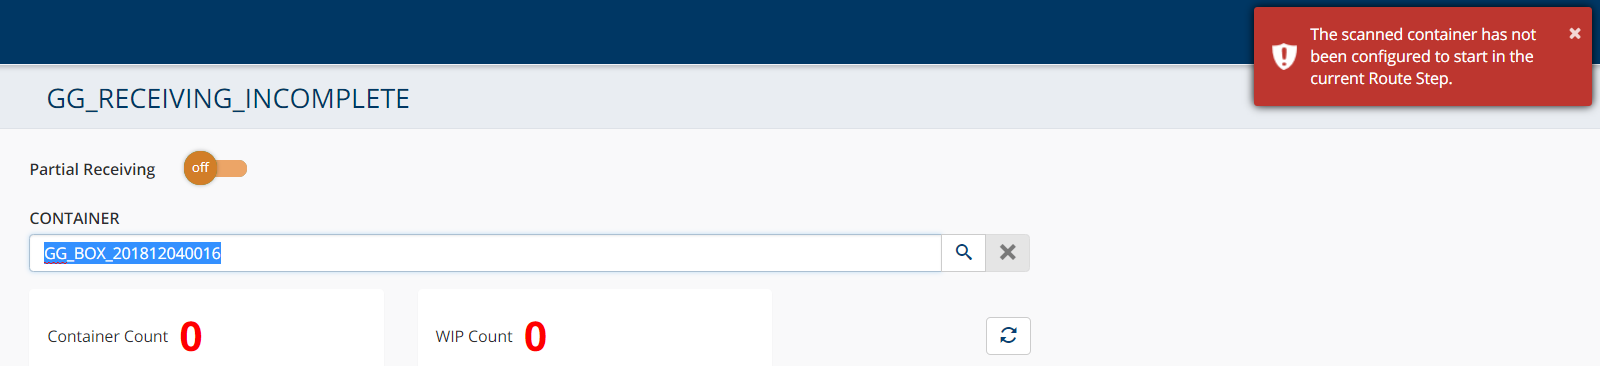 The scanned container has not
been configured to start in the
current Route Step.
GG_RECEIVING_INCOMPLETE
Partial Receiving off
CONTAINER
GG_BOX_201812040016
Container Count 0 WIP Count 0